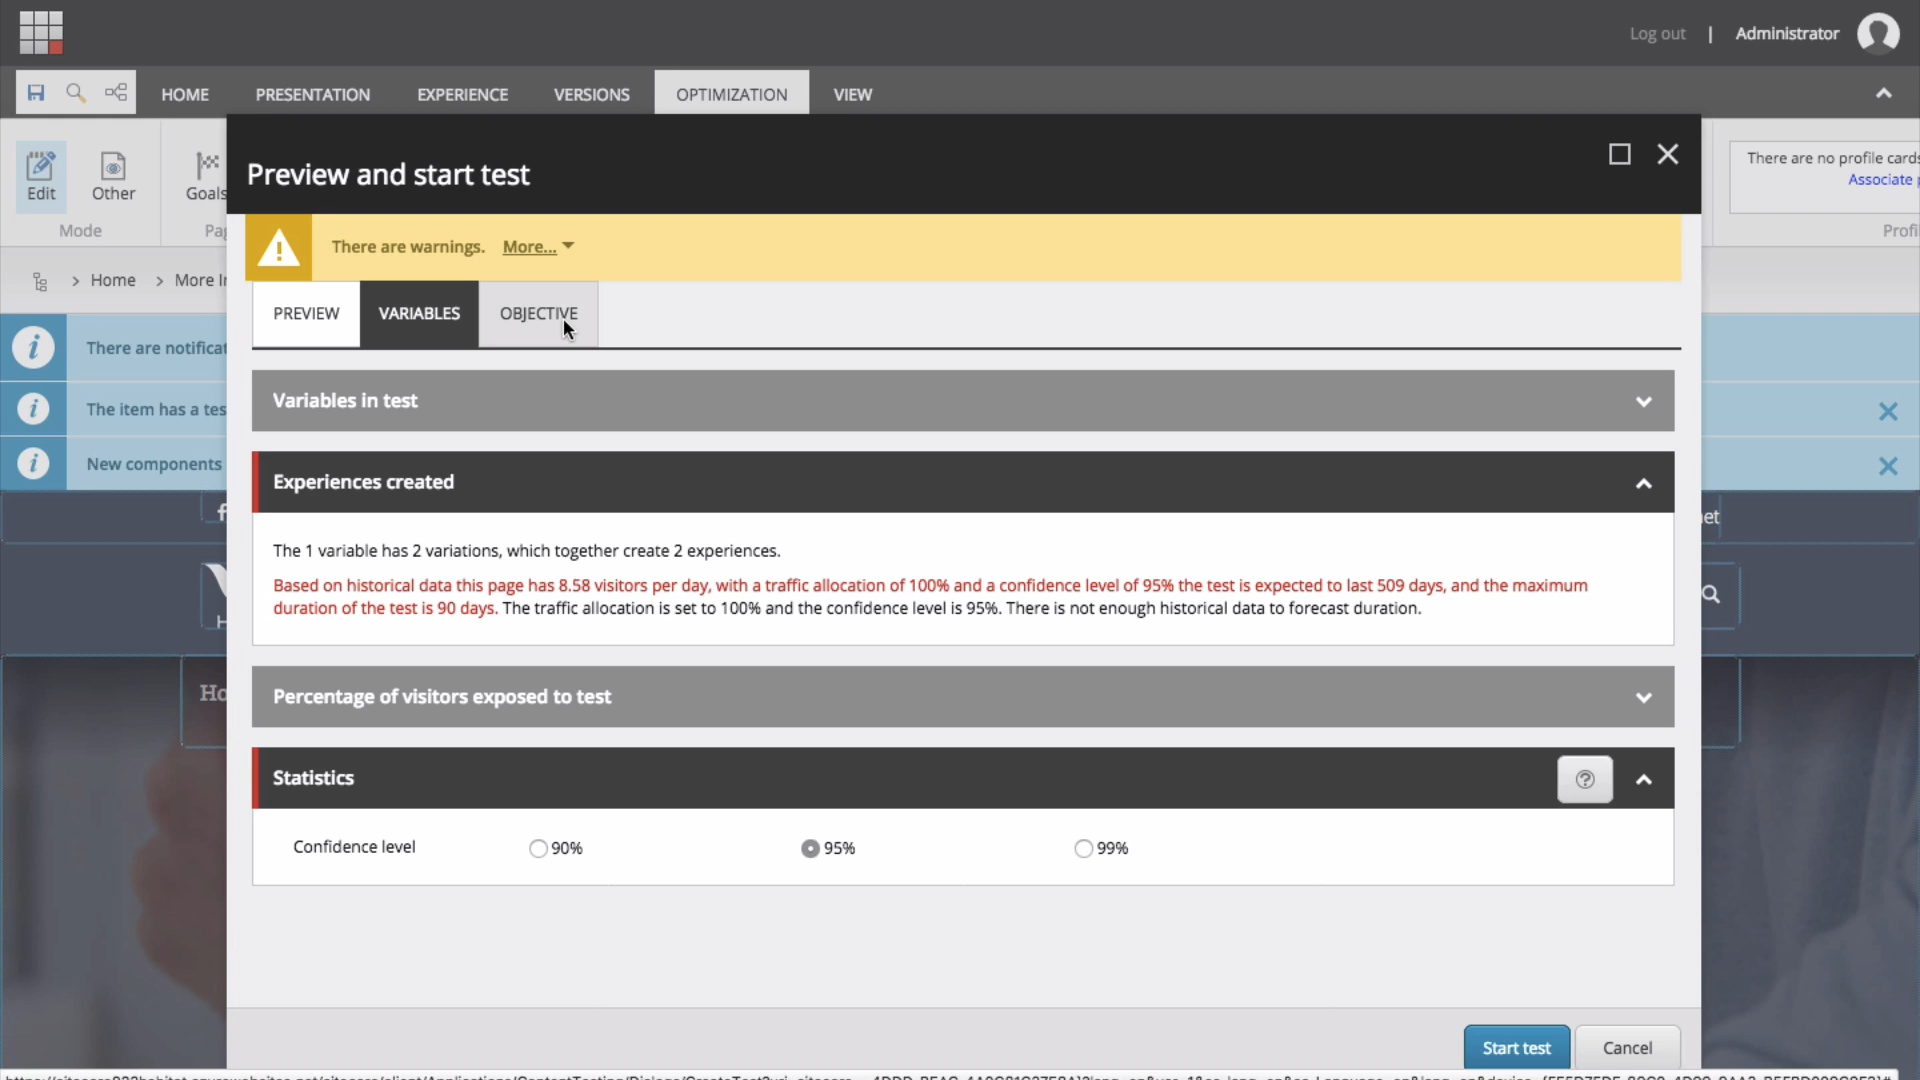 Log out | Administrator
HOME PRESENTATION EXPERIENCE VERSIONS OPTIMIZATION VIEW
Preview and start test
There are no profile cards
Associate
Edit Other Goals
Mode
There are warnings. More...
Home > More
PREVIEW VARIABLES OBJECTIVE
There are
Variables in test
The item has a
New components
Experiences created
The 1 variable has 2 variations, which together create 2 experiences.
Based on historical data this page has 8.58 visitors per day, with a traffic allocation of 100% and a confidence level of 95% the test is expected to last 509 days, and the maximum
duration of the test is 90 days. The traffic allocation is set to 100% and the confidence level is 95%. There is not enough historical data to forecast duration.
Percentage of visitors exposed to test
Statistics
Confidence level 90% 95% 99%
Start test Cancel